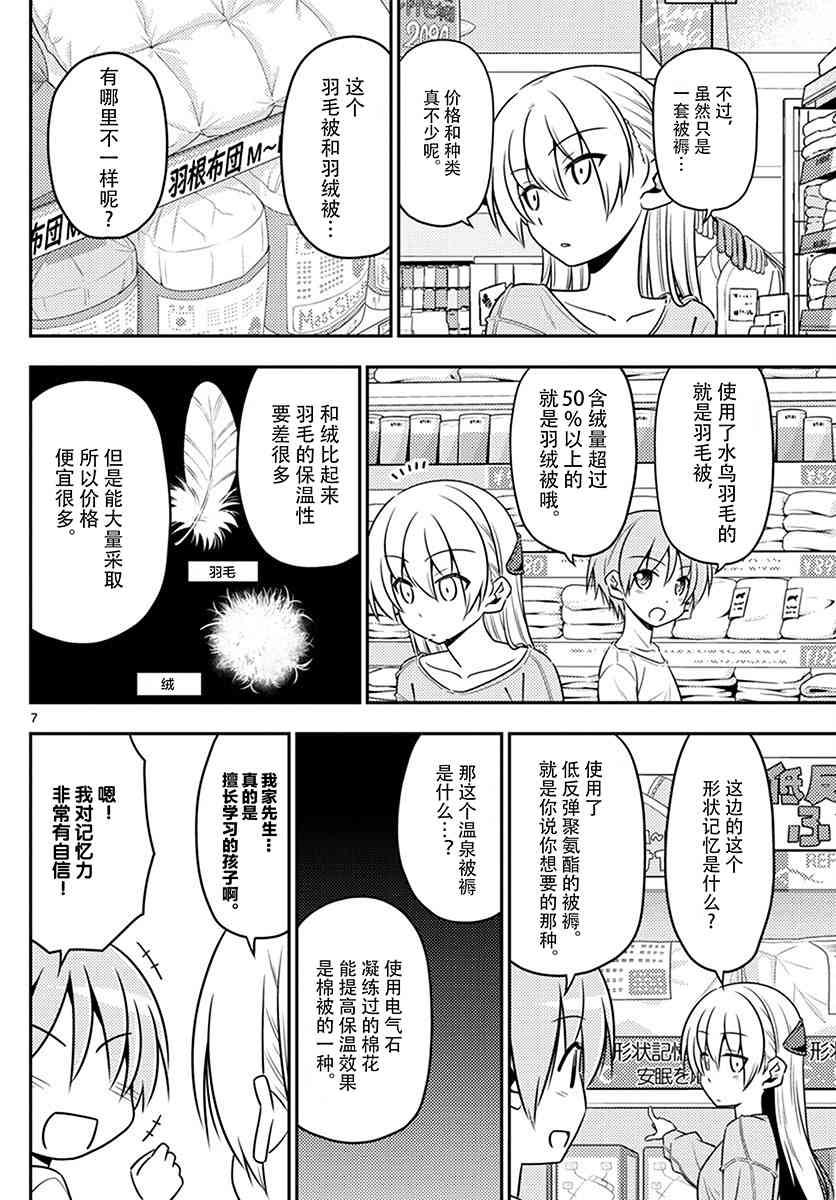 不过，
虽然只是
一套被褥…
价格和种类
真不少呢。
2090
这个
羽毛被和羽绒被…
有哪里不一样呢？
羽根布団 M～
布団 M
使用了水鸟羽毛的
就是羽毛被，
含绒量超过
50％以上的
就是羽绒被哦。
和绒比起来
羽毛的保温性
要差很多
但是能大量采取
所以价格
便宜很多。
羽毛
绒
7
这边的这个
形状记忆是什么？
低反
ふ
形状記憶
安眠を
使用了
低反弹聚氨酯的被褥。
就是你说你想要的那种。
那这个温泉被褥
是什么…？
使用电气石
凝练过的棉花
能提高保温效果
是棉被的一种。
我家先生…
真的是
擅长学习的孩子啊。
嗯！
我对记忆力
非常有自信！